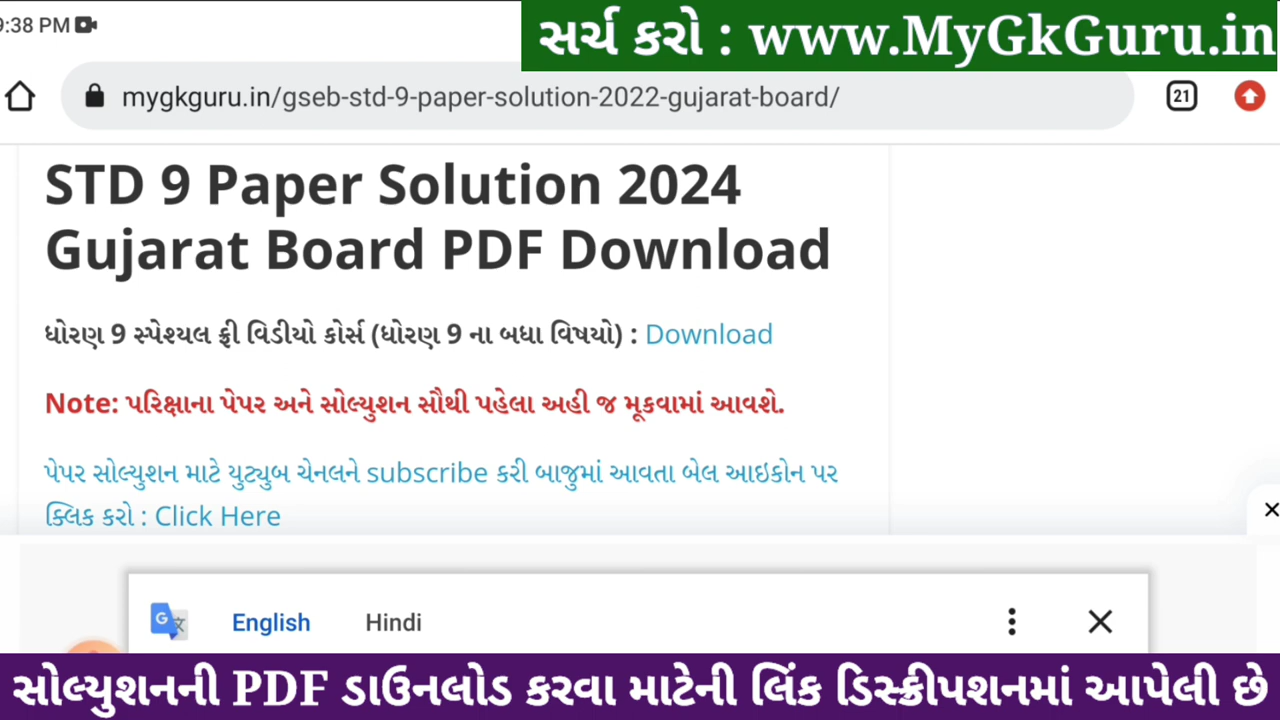 9:38 PM
સર્ચ કરો : www.MyGkGuru.in
mygkguru.in/gseb-std-9-paper-solution-2022-gujarat-board/
21
STD 9 Paper Solution 2024
Gujarat Board PDF Download
ધોરણ 9 સ્પેશ્યલ ફ્રી વિડીયો કોર્સ (ધોરણ 9 ના બધા વિષયો) : Download
Note: પરિક્ષાના પેપર અને સોલ્યુશન સૌથી પહેલા અહી જ મૂકવામાં આવશે.
પેપર સોલ્યુશન માટે યુટ્યુબ ચેનલને subscribe કરી બાજુમાં આવતા બેલ આઇકોન પર
ક્લિક કરો : Click Here
English Hindi
સોલ્યુશનની PDF ડાઉનલોડ કરવા માટેની લિંક ડિસ્ક્રીપશનમાં આપેલી છે